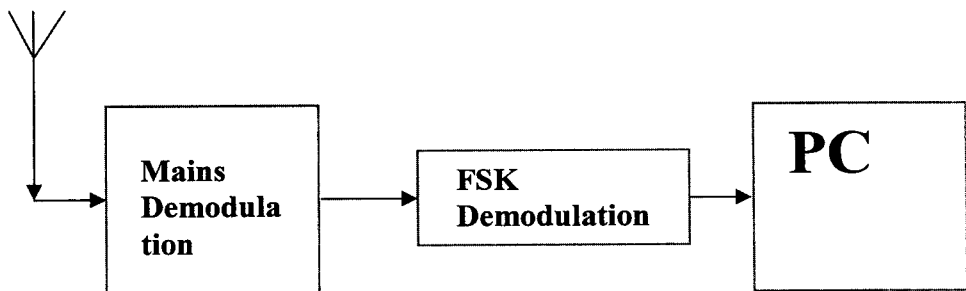 Mains
Demodula
tion
FSK
Demodulation
PC